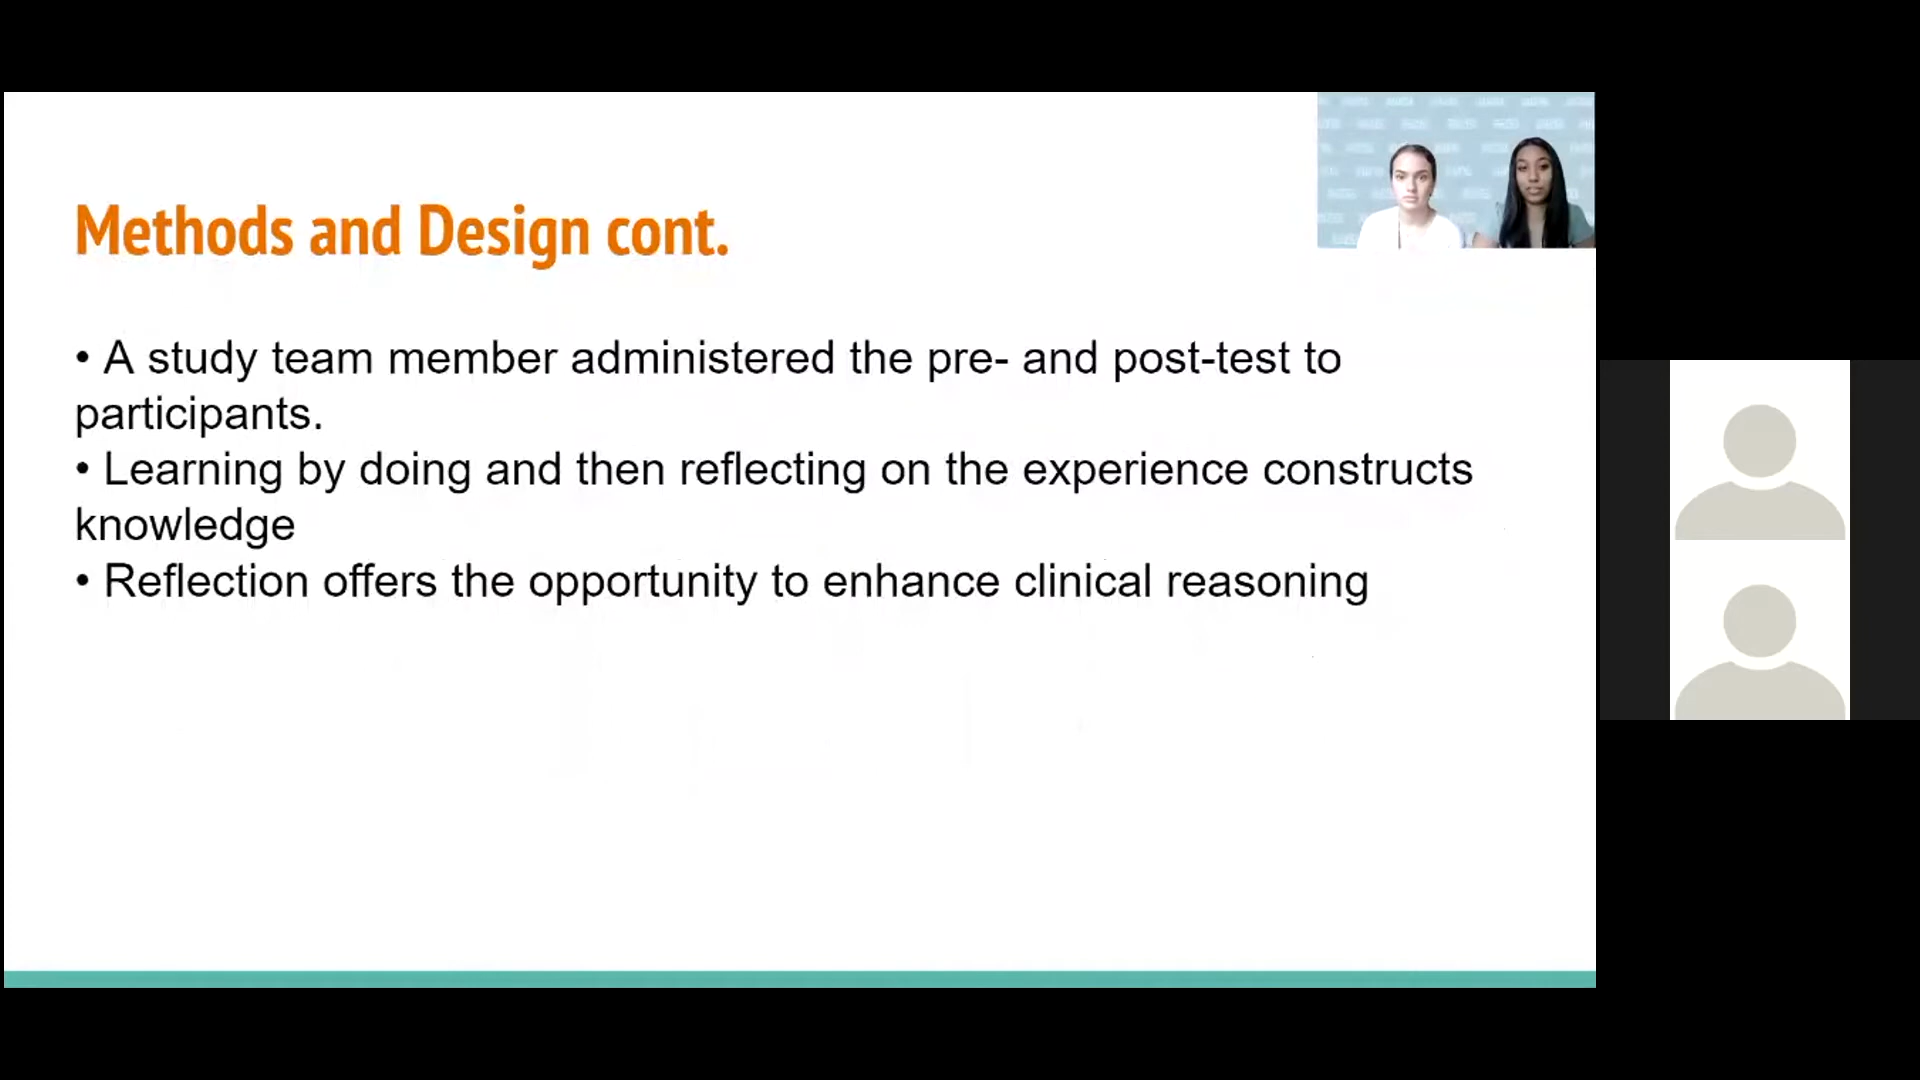 Methods and Design cont.
• A study team member administered the pre- and post-test to
participants.
• Learning by doing and then reflecting on the experience constructs
knowledge
• Reflection offers the opportunity to enhance clinical reasoning